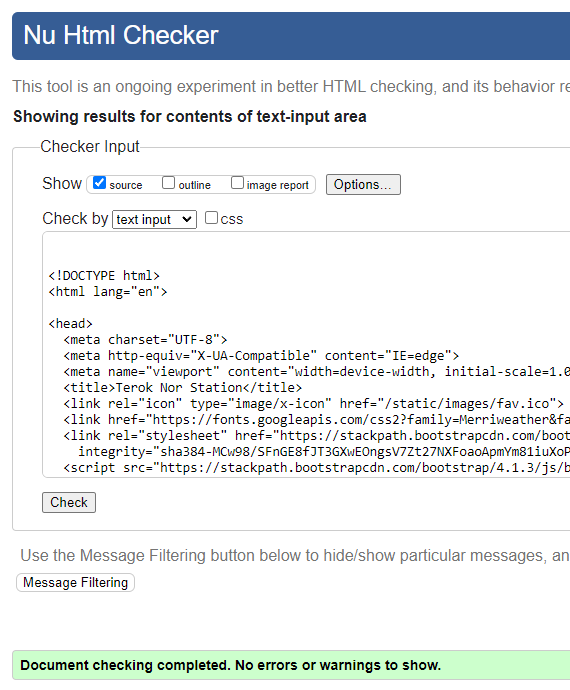 Nu Html Checker
This tool is an ongoing experiment in better HTML checking, and its behavior re
Showing results for contents of text-input area
Checker Input
Show source outline image report Options...
Check by text input css
<!DOCTYPE html>
<html lang="en">
<head>
<meta charset="UTF-8">
<meta http-equiv="X-UA-Compatible" content="IE=edge">
<meta name="viewport" content="width=device-width, initial-scale=1.0
<title>Terok Nor Station</title>
<link rel="icon" type="image/x-icon" href="/static/images/fav.ico">
<link href="https://fonts.googleapis.com/css2?family=Merriweather&fa
<link rel="stylesheet" href="https://stackpath.bootstrapcdn.com/boot
integrity="sha384-MCw98/SFnGE8fJT3GXwEOngsV7Zt27NXFoaoApmYm81iuXoP
<script src="https://stackpath.bootstrapcdn.com/bootstrap/4.1.3/js/b
Check
Use the Message Filtering button below to hide/show particular messages, an
Message Filtering
Document checking completed. No errors or warnings to show.